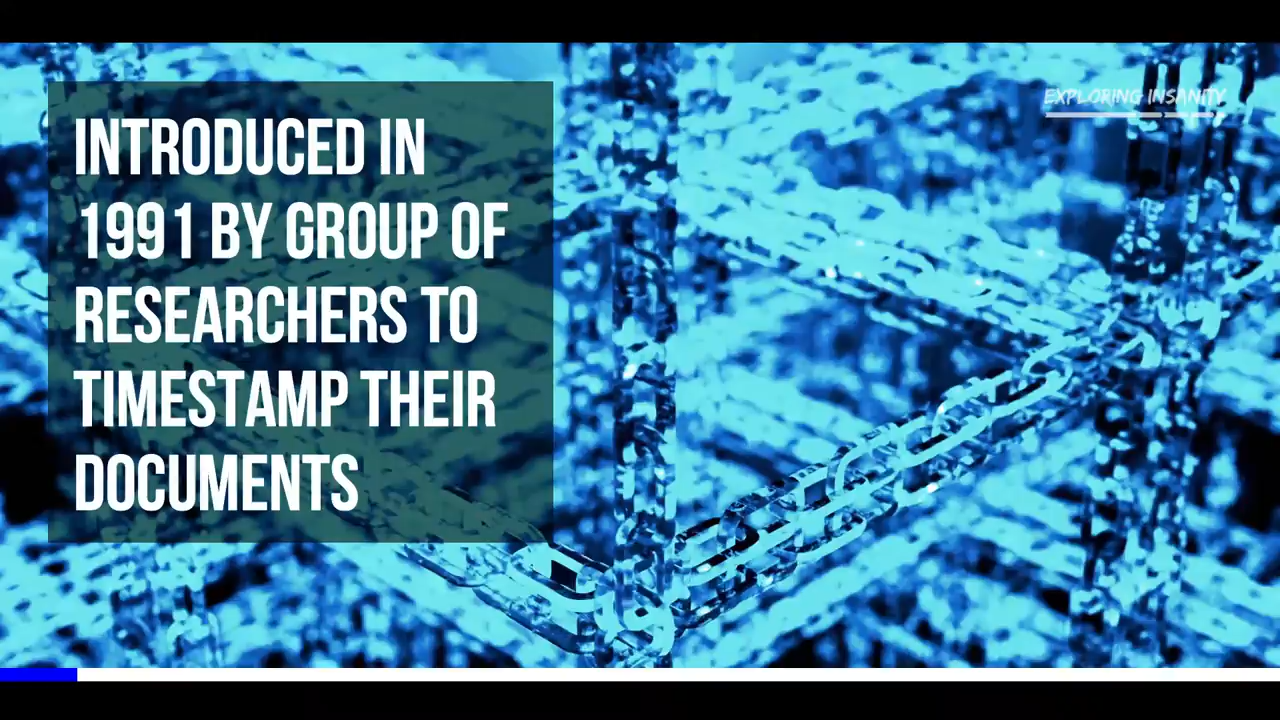 INTRODUCED IN
1991 BY GROUP OF
RESEARCHERS TO
TIMESTAMP THEIR
DOCUMENTS
EXPLORING INSANITY